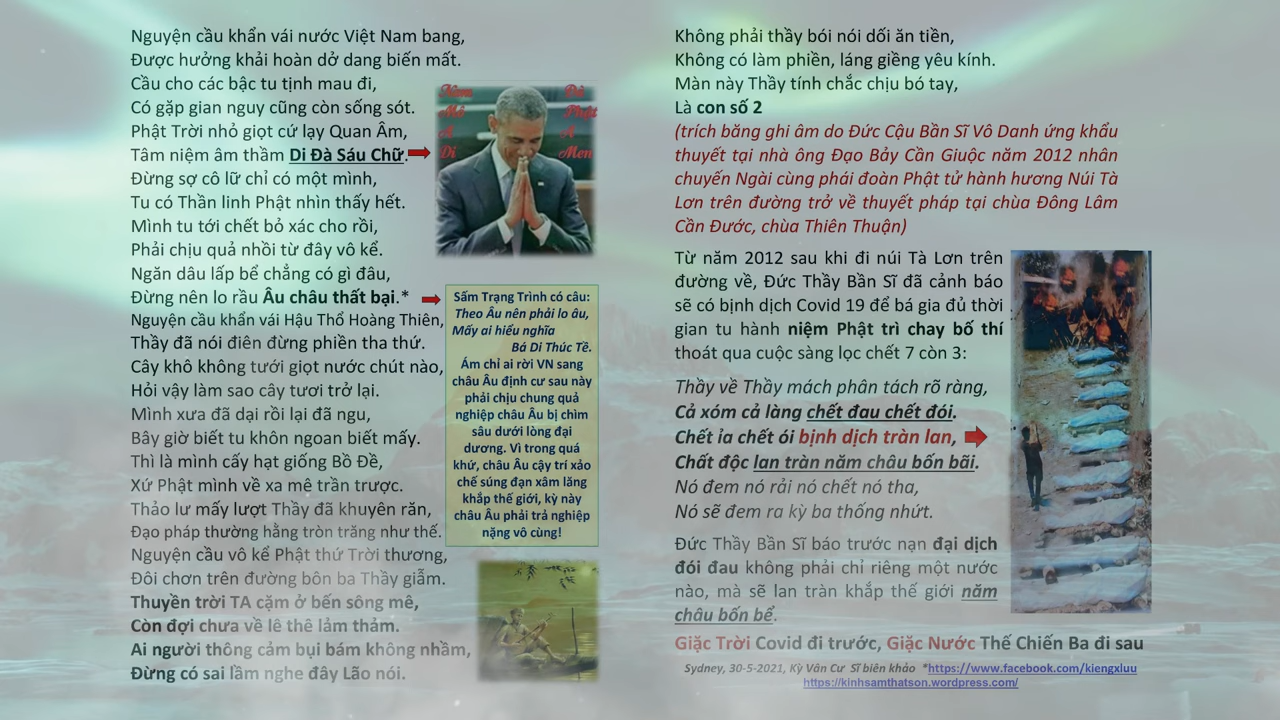 Nguyện cầu khẩn vái nước Việt Nam bang,
Được hưởng khải hoàn dở dang biến mất.
Cầu cho các bậc tu tịnh mau đi,
Có gặp gian nguy cũng còn sống sót.
Phật Trời nhỏ giọt cứ lạy Quan Âm,
Tâm niệm âm thầm Di Đà Sáu Chữ.
Đừng sợ cô lữ chỉ có một mình,
Tu có Thần linh Phật nhìn thấy hết.
Mình tu tới chết bỏ xác cho rồi,
Phải chịu quả nhồi từ đây vô kể.
Ngăn dâu lấp bể chẳng có gì đâu,
Đừng nên lo rầu Âu châu thất bại.*
Nguyện cầu khẩn vái Hậu Thổ Hoàng Thiên,
Thầy đã nói điên đừng phiền tha thứ.
Cây khô không tưới giọt nước chút nào,
Hỏi vậy làm sao cây tươi trở lại.
Mình xưa đã dại rồi lại đã ngu,
Bây giờ biết tu khôn ngoan biết mấy.
Thì là mình cấy hạt giống Bồ Đề,
Xứ Phật mình về xa mê trần trược.
Thảo lư mấy lượt Thầy đã khuyên răn,
Đạo pháp thường hằng tròn trăng như thế.
Nguyện cầu vô kể Phật thứ Trời thương,
Đôi chơn trên đường bôn ba Thầy giẫm.
Thuyền trời TA cặm ở bến sông mê,
Còn đợi chưa về lê thê lảm thảm.
Ai người thông cảm bụi bám không nhằm,
Đừng có sai lầm nghe đây Lão nói.
Nam Đà
Mô Phật
A A
Di Men
Sấm Trạng Trình có câu:
Theo Âu nên phải lo âu,
Mấy ai hiểu nghĩa
Bá Di Thúc Tề.
Ám chỉ ai rời VN sang
châu Âu định cư sau này
phải chịu chung quả
nghiệp châu Âu bị chìm
sâu dưới lòng đại
dương. Vì trong quá
khứ, châu Âu cậy trí xảo
chế súng đạn xâm lăng
khắp thế giới, kỳ này
châu Âu phải trả nghiệp
nặng vô cùng!
Không phải thầy bói nói dối ăn tiền,
Không có làm phiền, láng giềng yêu kính.
Màn này Thầy tính chắc chịu bó tay,
Là con số 2
(trích băng ghi âm do Đức Cậu Bần Sĩ Vô Danh ứng khẩu
thuyết tại nhà ông Đạo Bảy Cần Giuộc năm 2012 nhân
chuyến Ngài cùng phái đoàn Phật tử hành hương Núi Tà
Lơn trên đường trở về thuyết pháp tại chùa Đông Lâm
Cần Đước, chùa Thiên Thuận)
Từ năm 2012 sau khi đi núi Tà Lơn trên
đường về, Đức Thầy Bần Sĩ đã cảnh báo
sẽ có bịnh dịch Covid 19 để bá gia đủ thời
gian tu hành niệm Phật trì chay bố thí
thoát qua cuộc sàng lọc chết 7 còn 3:
Thầy về Thầy mách phân tách rõ ràng,
Cả xóm cả làng chết đau chết đói.
Chết ỉa chết ói bịnh dịch tràn lan,
Chất độc lan tràn năm châu bốn bãi.
Nó đem nó rải nó chết nó tha,
Nó sẽ đem ra kỳ ba thống nhứt.
Đức Thầy Bần Sĩ báo trước nạn đại dịch
đói đau không phải chỉ riêng một nước
nào, mà sẽ lan tràn khắp thế giới năm
châu bốn bể.
Giặc Trời Covid đi trước, Giặc Nước Thế Chiến Ba đi sau
Sydney, 30-5-2021, Kỳ Vân Cư Sĩ biên khảo *https://www.facebook.com/kiengxluu
https://kinhsamthatson.wordpress.com/